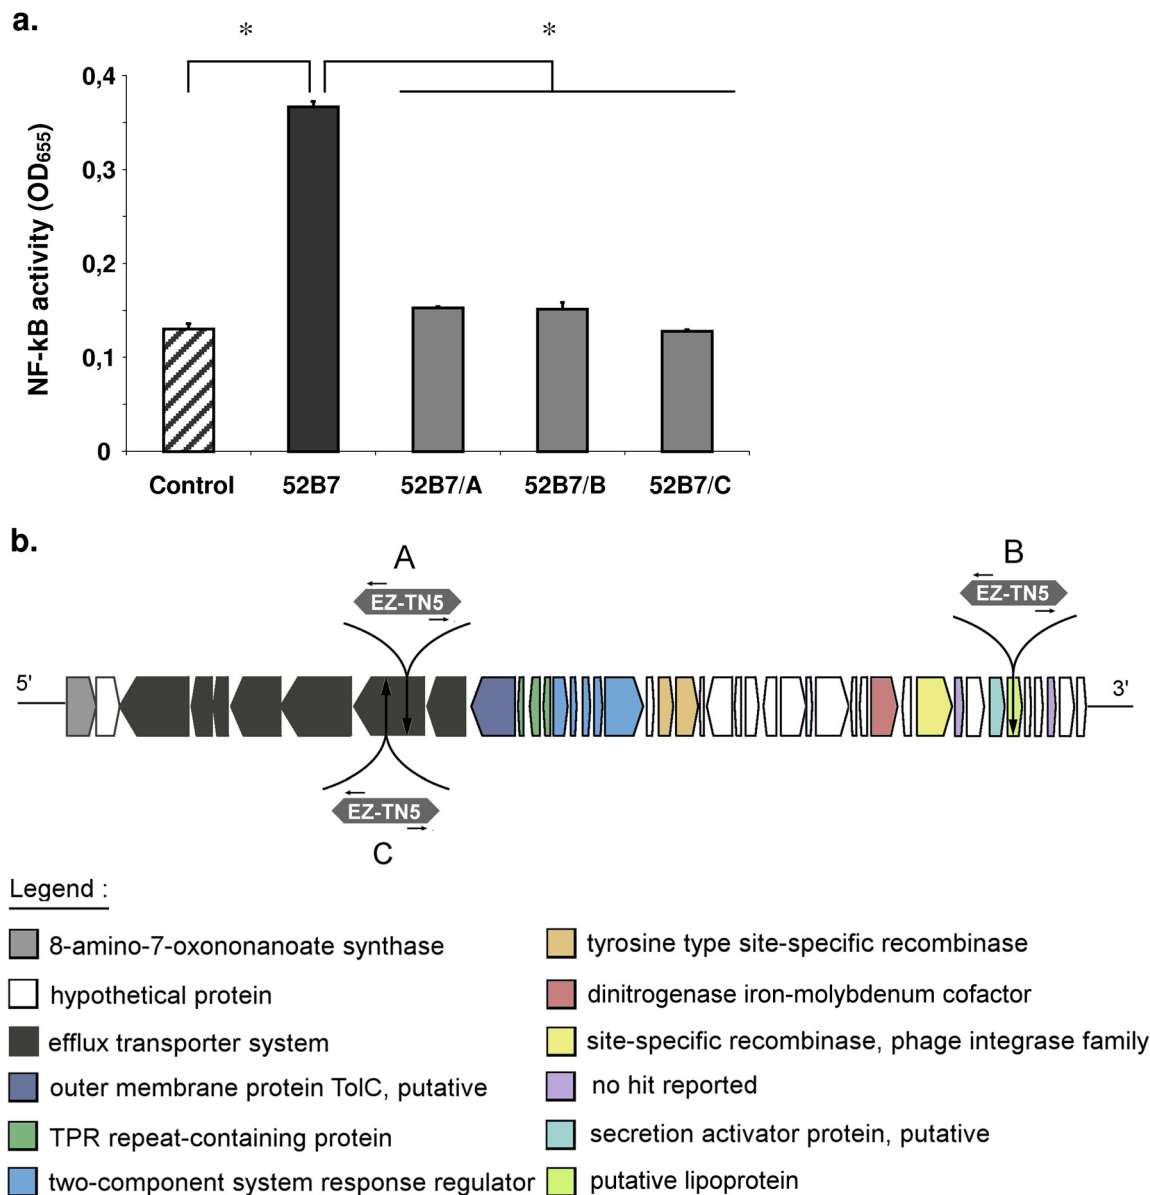 a.
*
*
0,4
0,3
0,2
0,1
0
NF-kB activity (OD655)
Control 52B7 52B7/A 52B7/B 52B7/C
b.
A
B
EZ-TN5
EZ-TN5
5'
3'
EZ-TN5
C
Legend :
8-amino-7-oxononanoate synthase
hypothetical protein
efflux transporter system
outer membrane protein TolC, putative
TPR repeat-containing protein
two-component system response regulator
tyrosine type site-specific recombinase
dinitrogenase iron-molybdenum cofactor
site-specific recombinase, phage integrase family
no hit reported
secretion activator protein, putative
putative lipoprotein